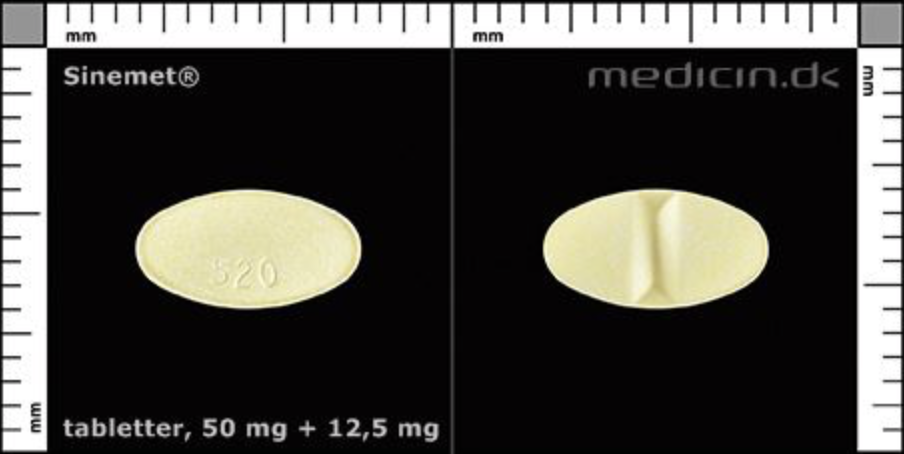 mm
mm
Sinemet®
medicin.dk
mm
520
mm
tabletter, 50 mg + 12,5 mg